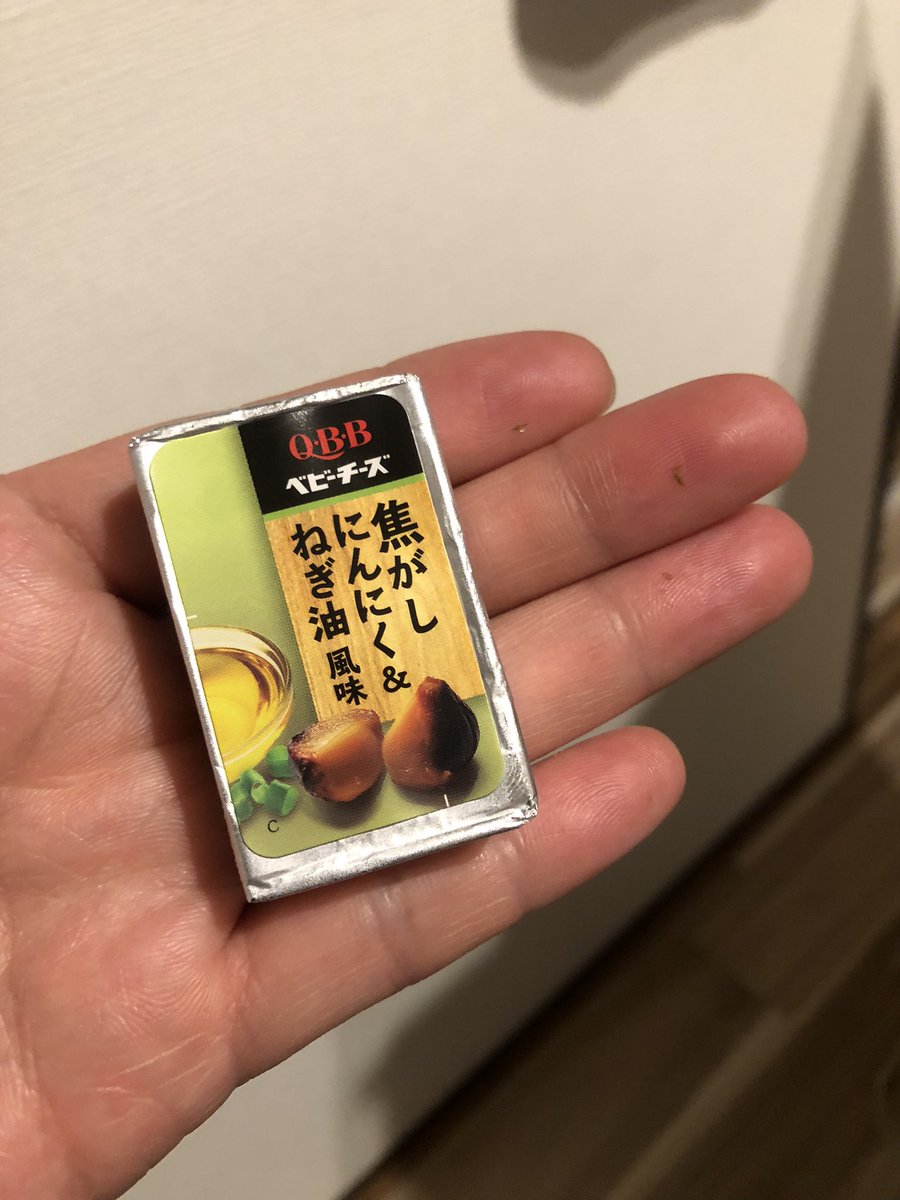 Q・B・B
ベビーチーズ
焦がし
にんにく&
ねぎ油 風味
C